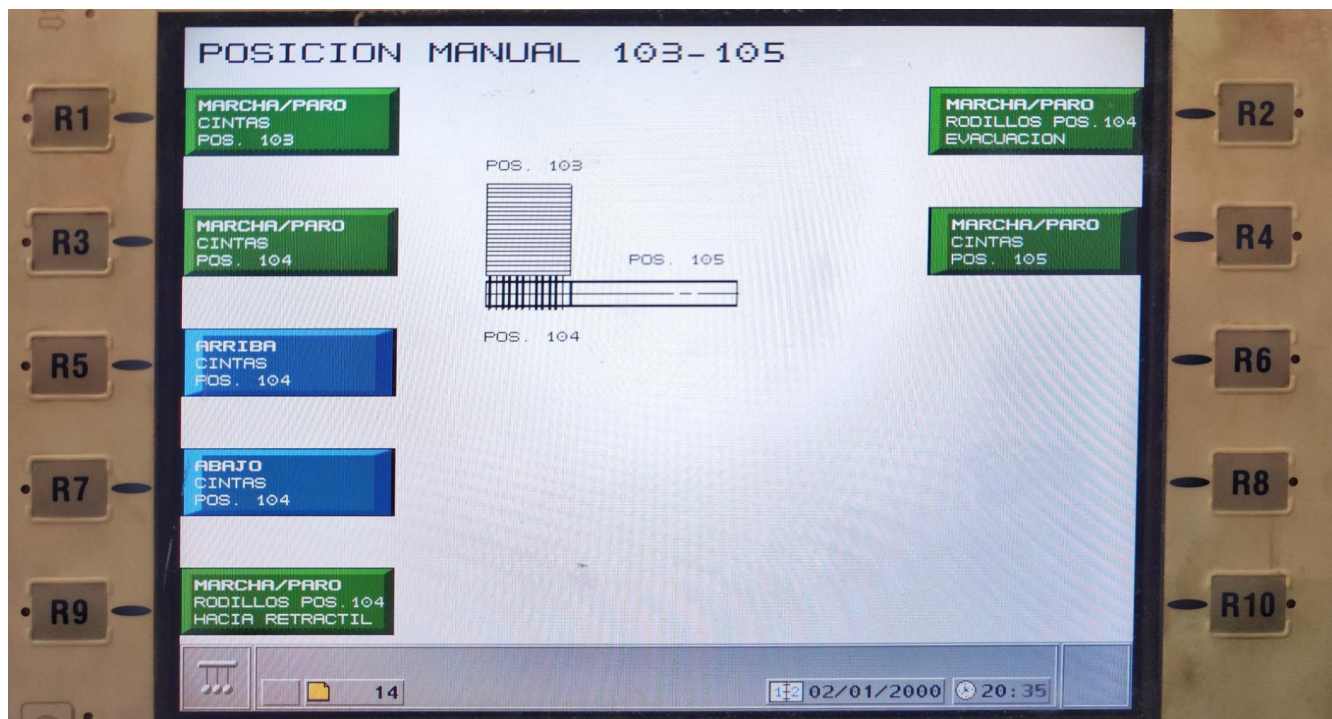 POSICION MANUAL 103-105
R1
MARCHA/PARO
CINTAS
POS. 103
MARCHA/PARO
RODILLOS POS.104
EVACUACION
R2
POS. 103
R3
MARCHA/PARO
CINTAS
POS. 104
MARCHA/PARO
CINTAS
POS. 105
R4
POS. 105
POS. 104
R5
ARRIBA
CINTAS
POS. 104
R6
R7
ABAJO
CINTAS
POS. 104
R8
R9
MARCHA/PARO
RODILLOS POS.104
HACIA RETRACTIL
R10
14
1 2 02/01/2000 20:35